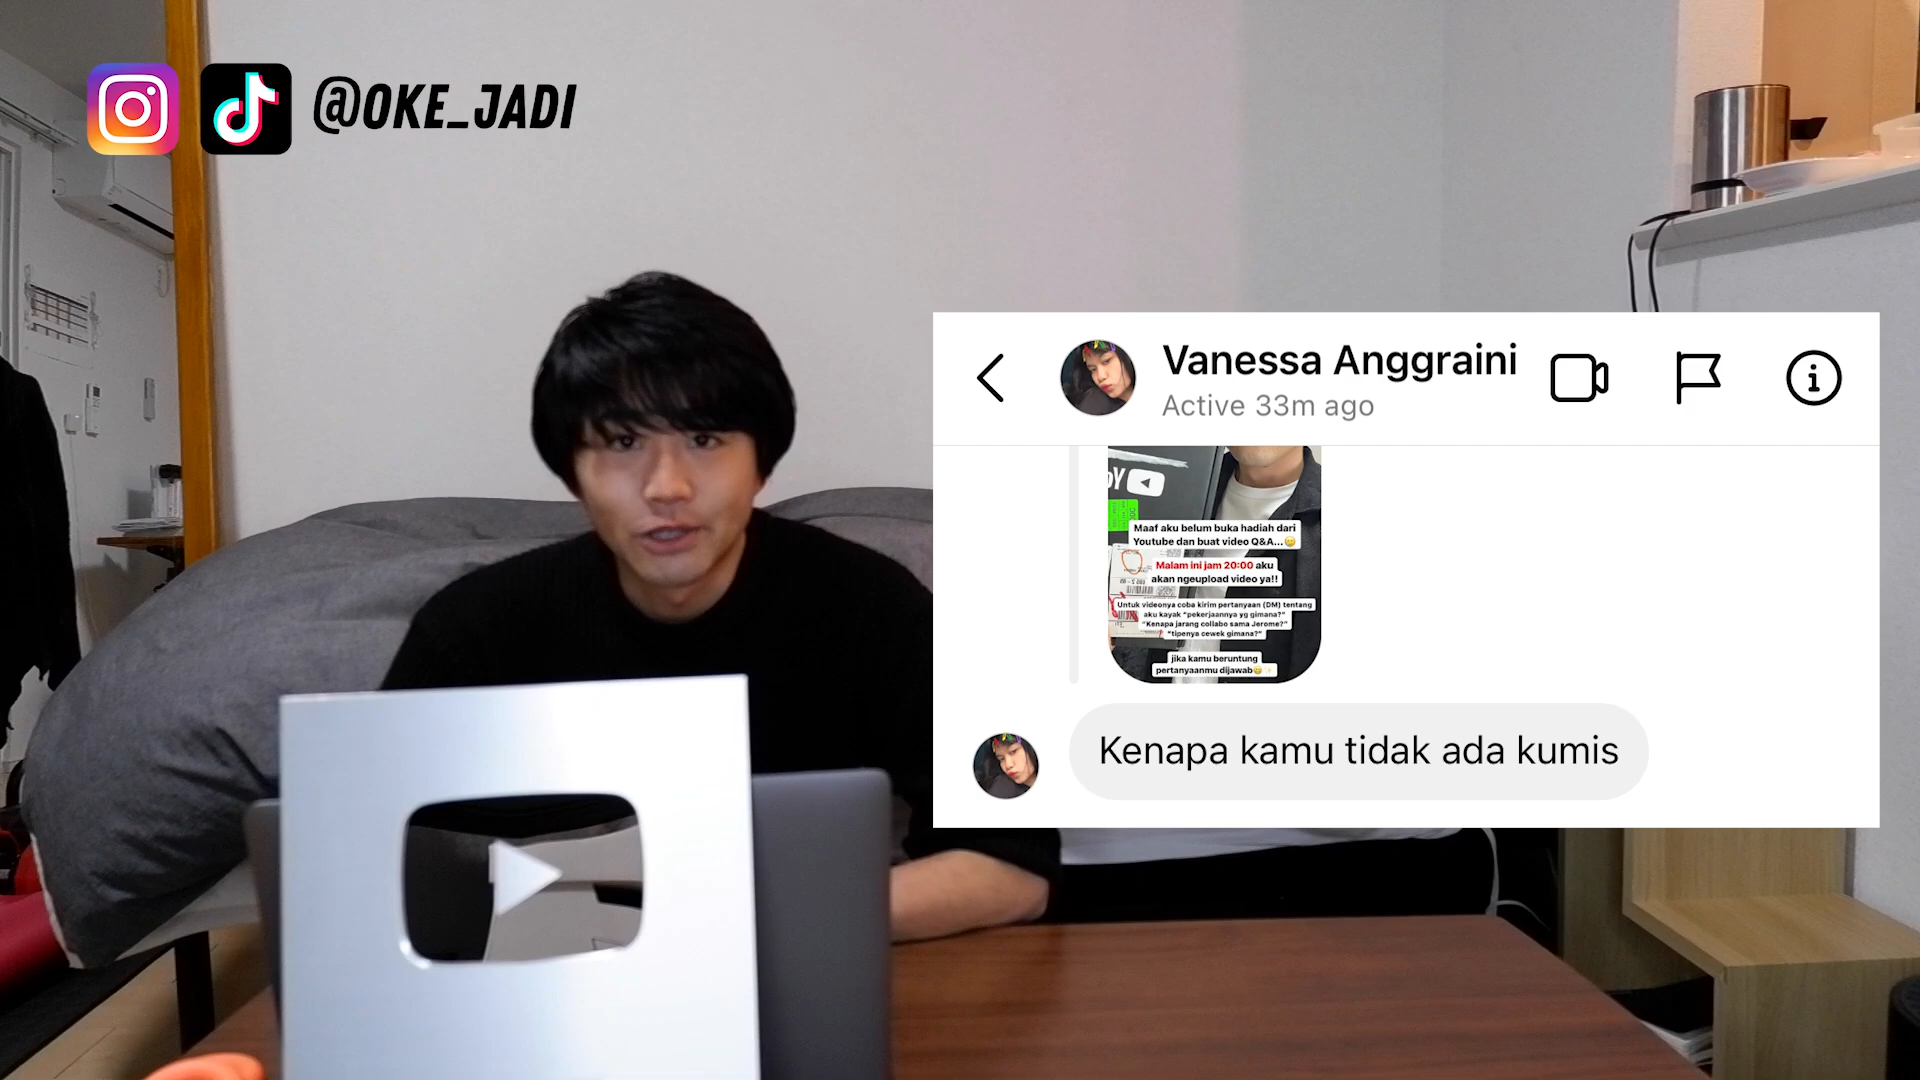 @OKE_JADI
Vanessa Anggraini
Active 33m ago
Maaf aku belum buka hadiah dari
Youtube dan buat video Q&A...😅
Malam ini jam 20:00 aku
akan ngeupload video ya!!
Untuk videonya coba kirim pertanyaan (DM) tentang
aku kayak "pekerjaannya yg gimana?"
"Kenapa jarang collabo sama Jerome?"
"tipenya cewek gimana?"
jika kamu beruntung
pertanyaanmu dijawab😄✨
Kenapa kamu tidak ada kumis